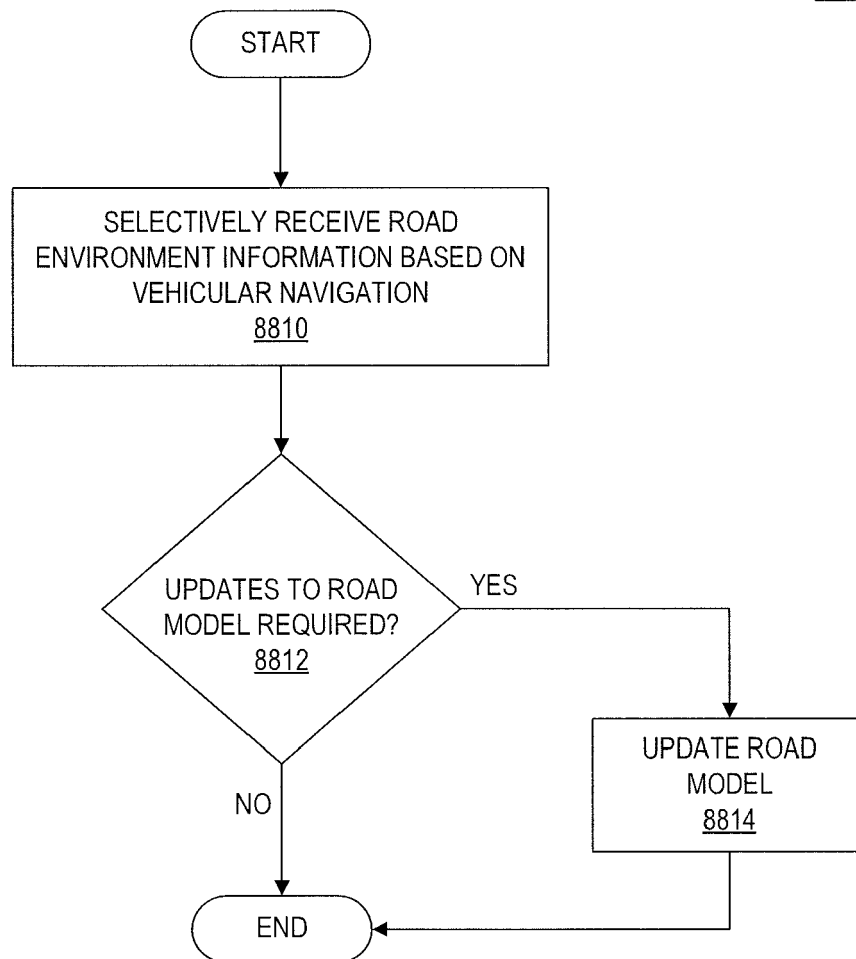 START
SELECTIVELY RECEIVE ROAD
ENVIRONMENT INFORMATION BASED ON
VEHICULAR NAVIGATION
8810
UPDATES TO ROAD
MODEL REQUIRED?
8812
YES
UPDATE ROAD
MODEL
8814
NO
END